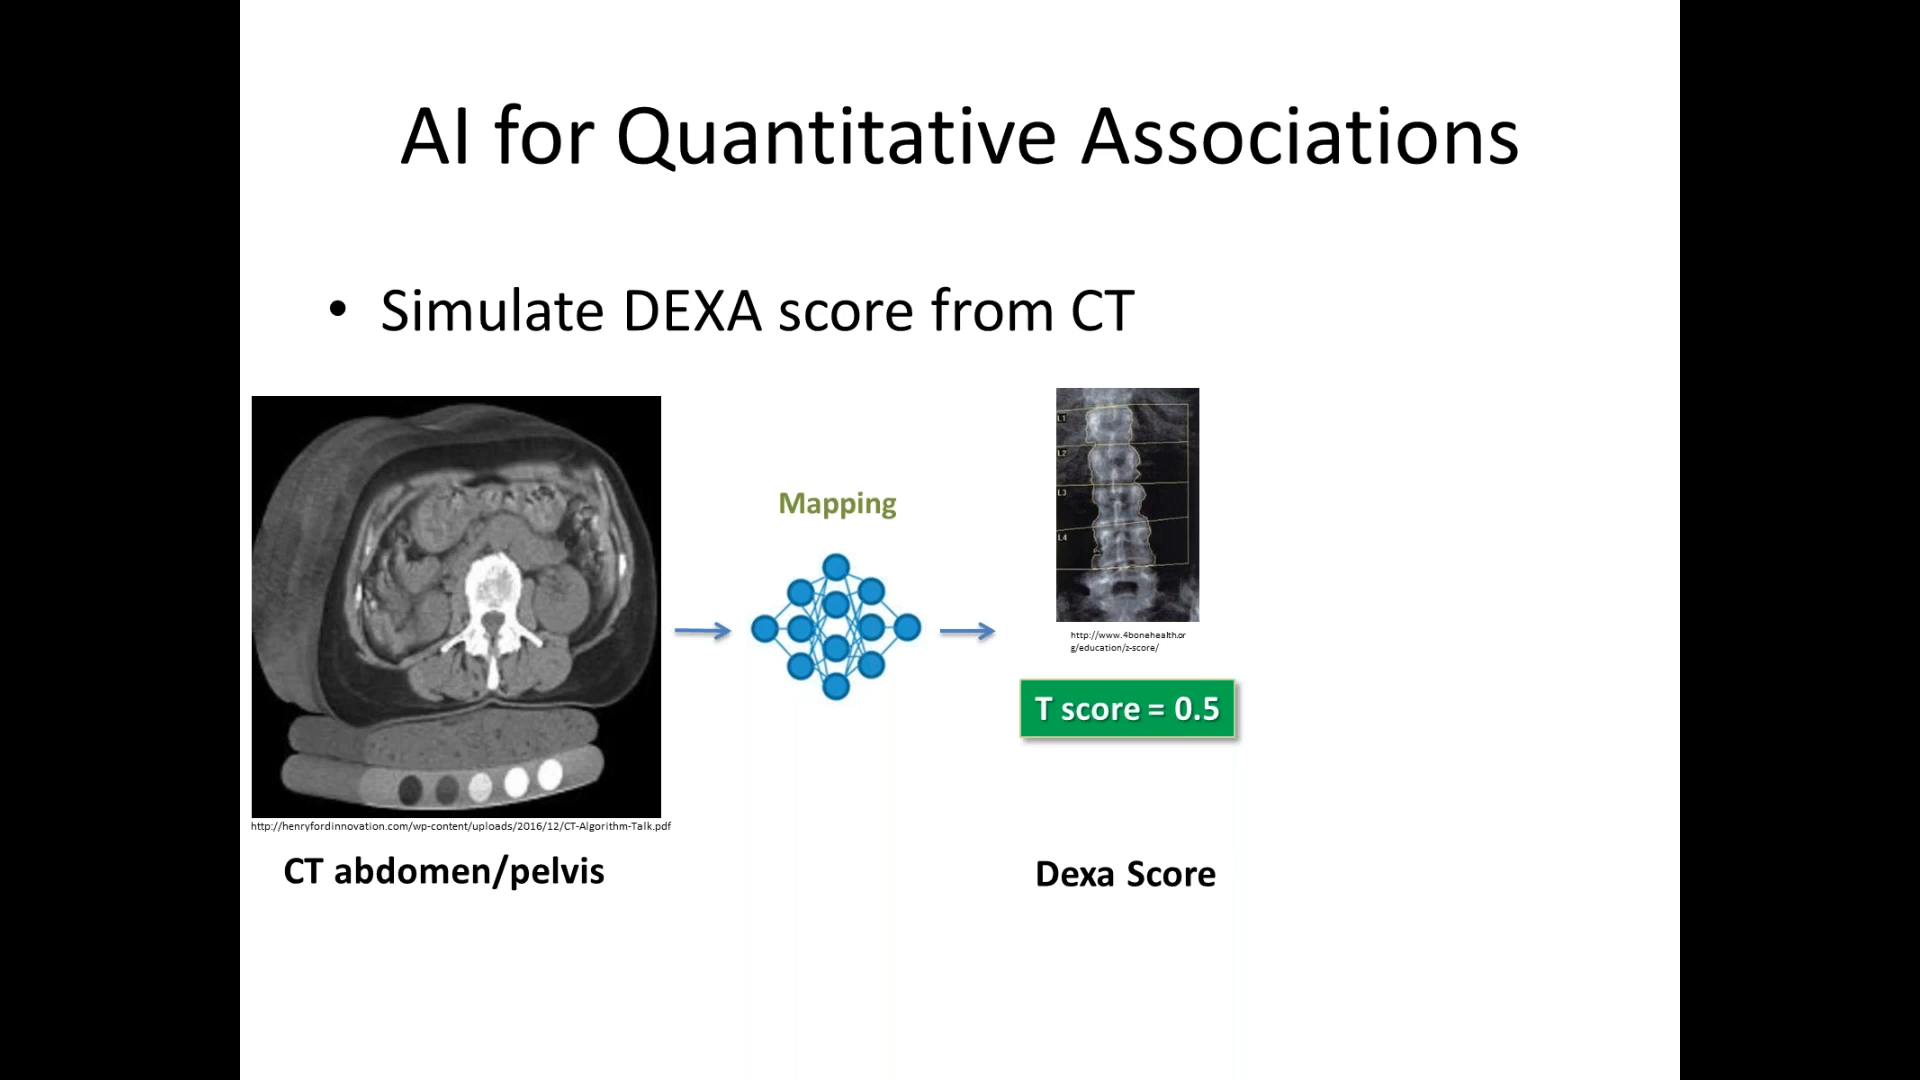 AI for Quantitative Associations
• Simulate DEXA score from CT
Mapping
L1
L2
L3
L4
http://www.4bonehealth.or
g/education/z-score/
T score = 0.5
http://henryfordinnovation.com/wp-content/uploads/2016/12/CT-Algorithm-Talk.pdf
CT abdomen/pelvis
Dexa Score